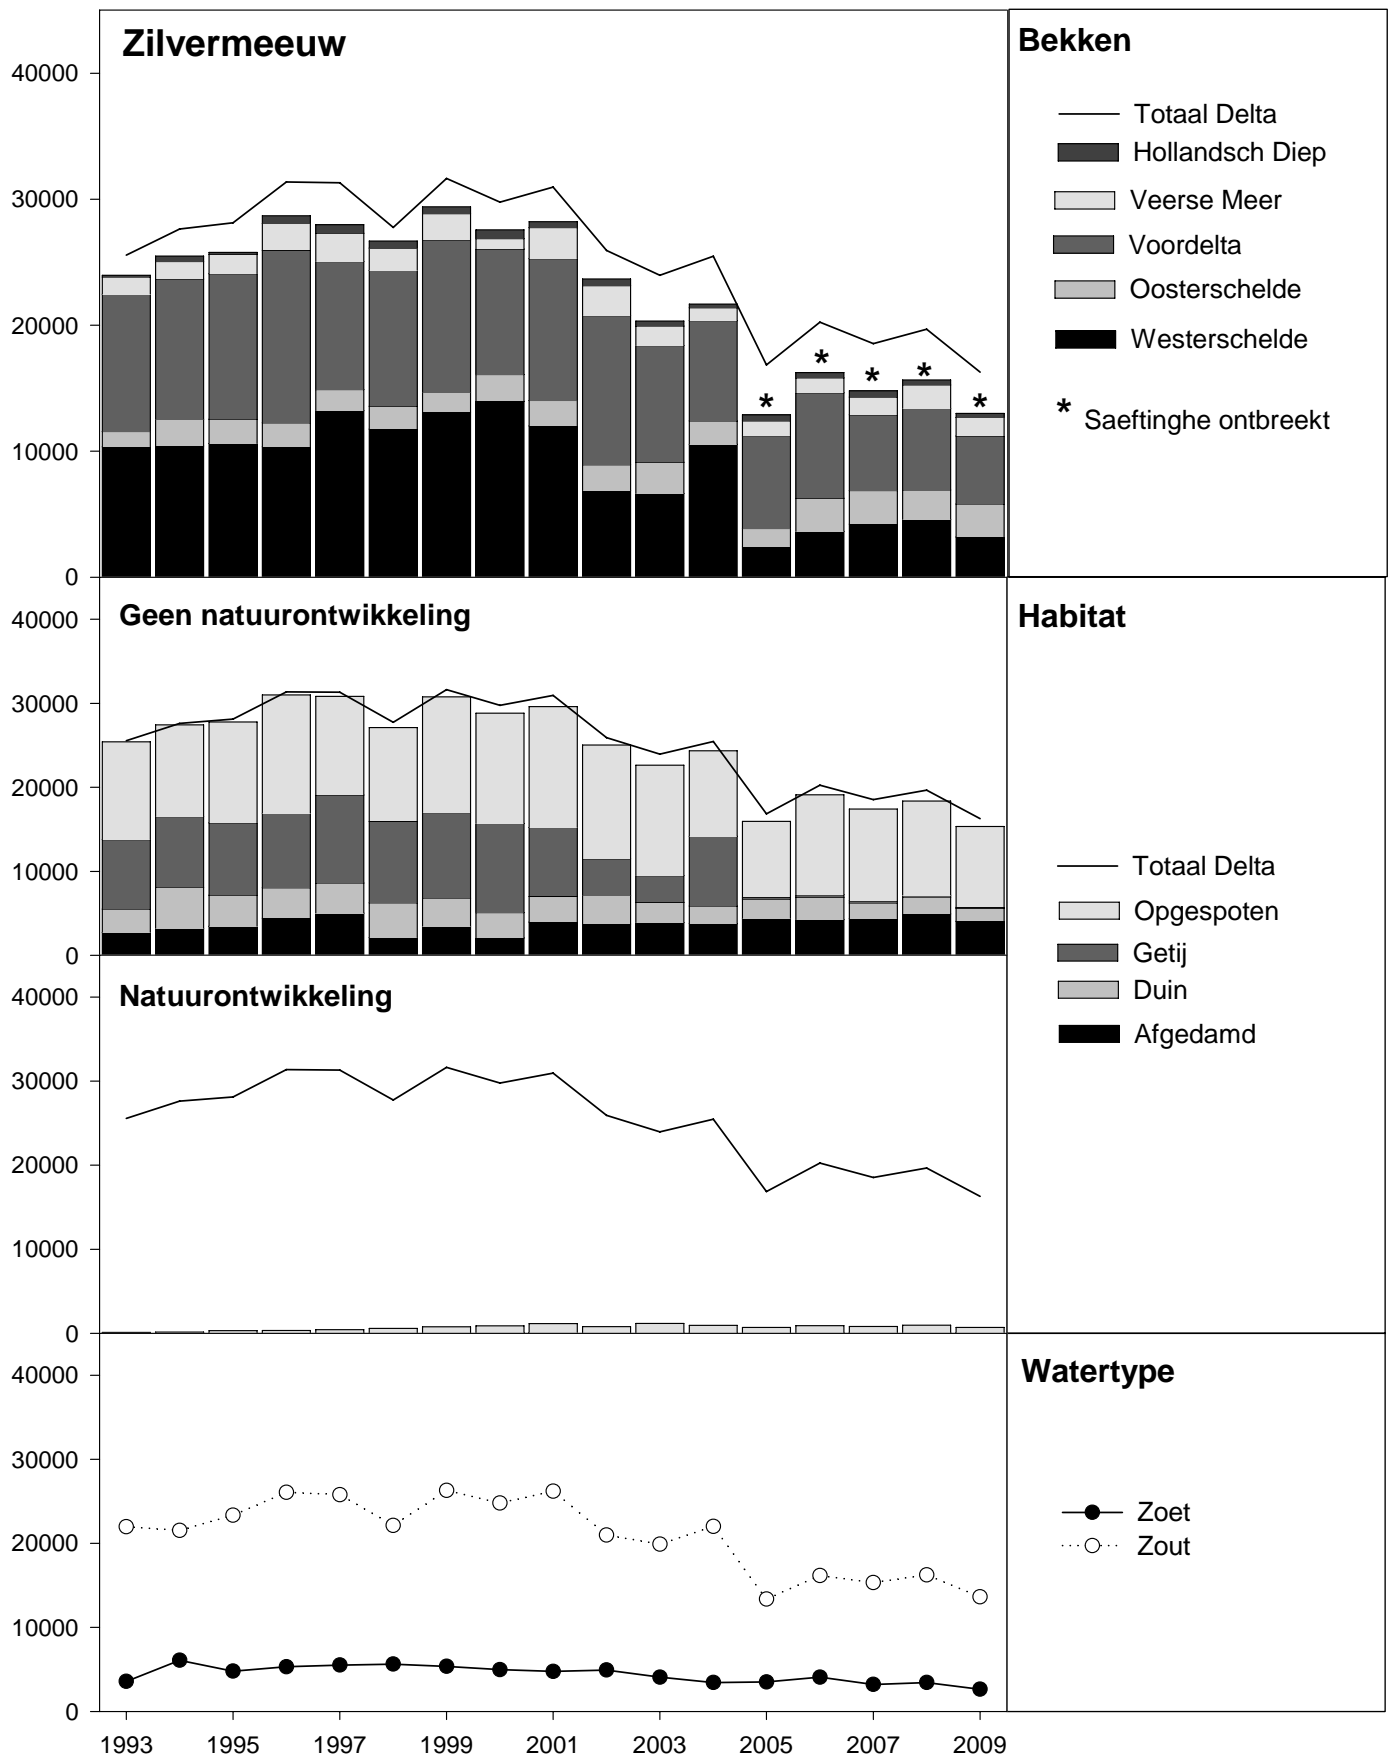 Zilvermeeuw
40000
30000
20000
10000
0
* * * * *
Bekken
Totaal Delta
Hollandsch Diep
Veerse Meer
Voordelta
Oosterschelde
Westerschelde
* Saeftinghe ontbreekt
Geen natuurontwikkeling
40000
30000
20000
10000
0
Habitat
Totaal Delta
Opgespoten
Getij
Duin
Afgedamd
Natuurontwikkeling
40000
30000
20000
10000
0
Watertype
40000
30000
20000
10000
0
Zoet
Zout
1993 1995 1997 1999 2001 2003 2005 2007 2009